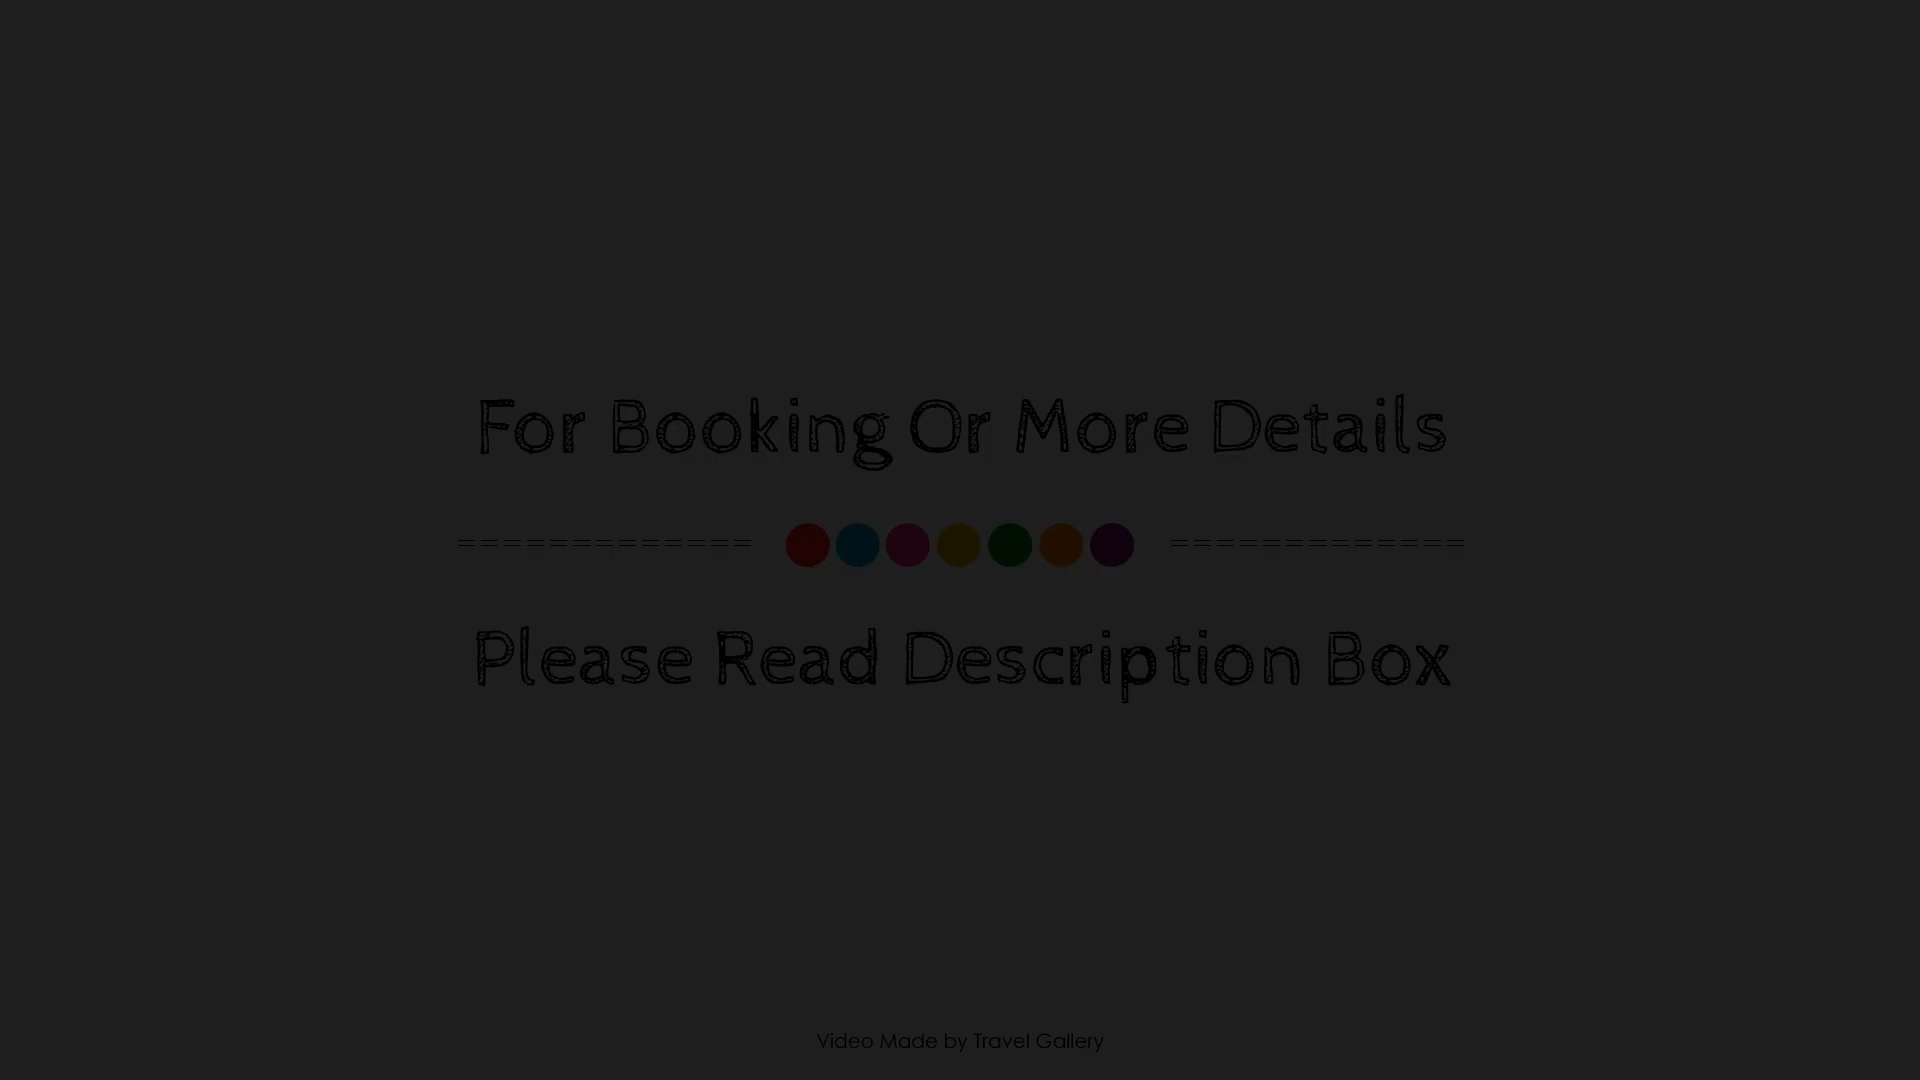 For Booking Or More Details
============= =============
Please Read Description Box
Video Made by Travel Gallery